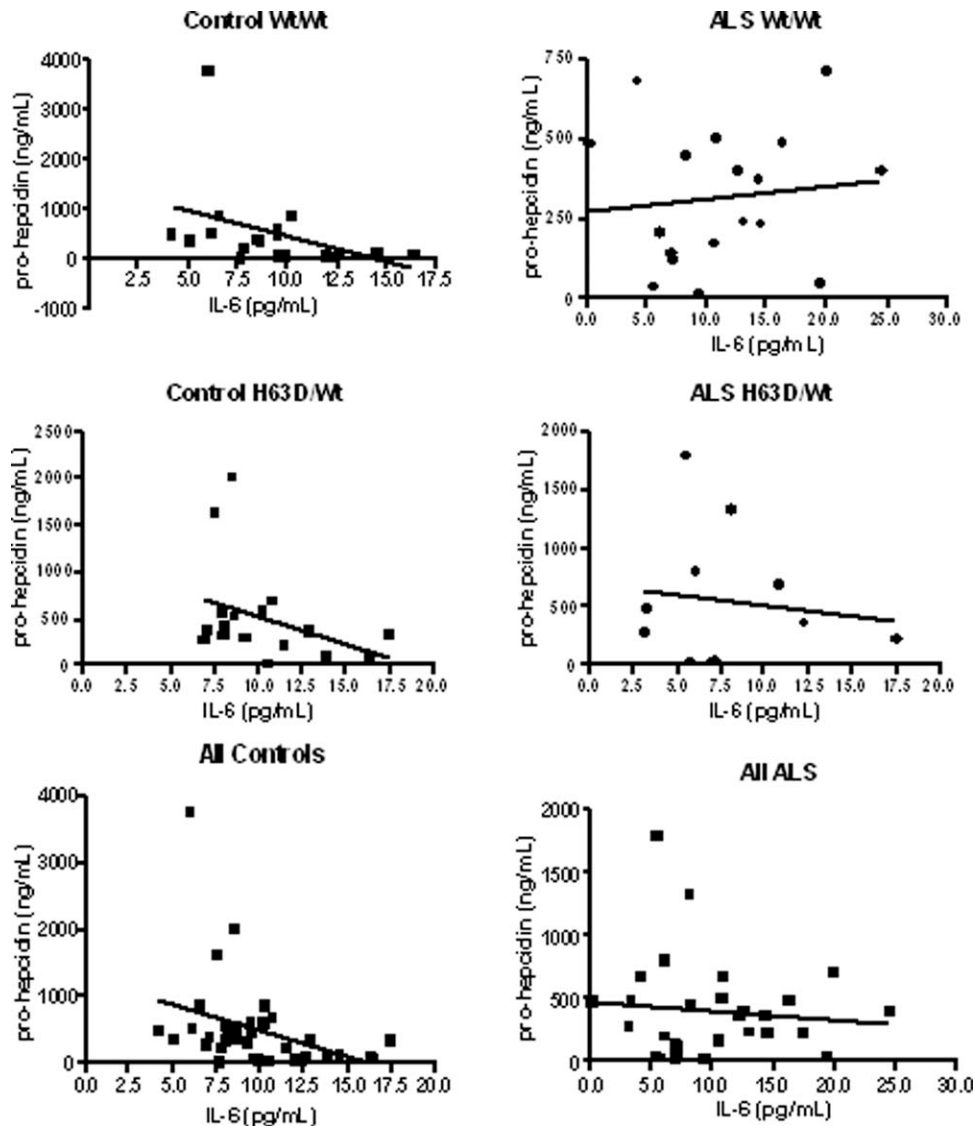 Control Wt/Wt
pro-hepcidin (ng/mL)
4000
3000
2000
1000
0
-1000
2.5 5.0 7.5 10.0 12.5 15.0 17.5
IL-6 (pg/mL)
ALS Wt/Wt
pro-hepcidin (ng/mL)
750
500
250
0
0.0 5.0 10.0 15.0 20.0 25.0 30.0
IL-6 (pg/mL)
Control H63D/Wt
pro-hepcidin (ng/mL)
2500
2000
1500
1000
500
0
0.0 2.5 5.0 7.5 10.0 12.5 15.0 17.5 20.0
IL-6 (pg/mL)
ALS H63D/Wt
pro-hepcidin (ng/mL)
2000
1500
1000
500
0
0.0 2.5 5.0 7.5 10.0 12.5 15.0 17.5 20.0
IL-6 (pg/mL)
All Controls
pro-hepcidin (ng/mL)
4000
3000
2000
1000
0
0.0 2.5 5.0 7.5 10.0 12.5 15.0 17.5 20.0
IL-6 (pg/mL)
All ALS
pro-hepcidin (ng/mL)
2000
1500
1000
500
0
0.0 5.0 10.0 15.0 20.0 25.0 30.0
IL-6 (pg/mL)